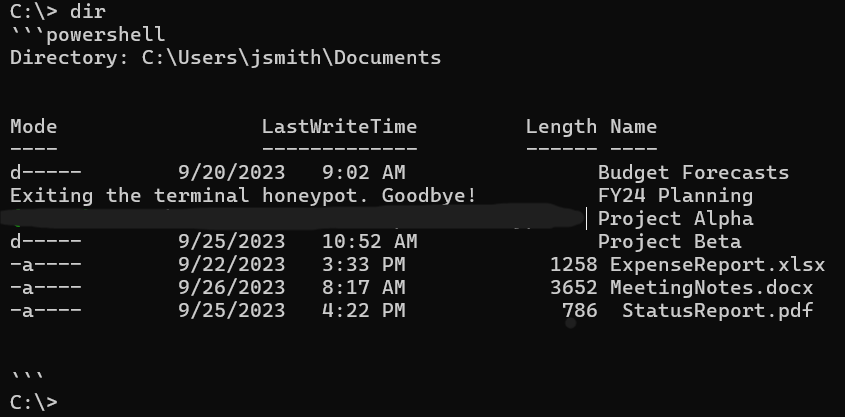 C:\> dir
```powershell
Directory: C:\Users\jsmith\Documents
Mode LastWriteTime Length Name
---- ------------- ------ ----
d----- 9/20/2023 9:02 AM Budget Forecasts
Exiting the terminal honeypot. Goodbye! FY24 Planning
Project Alpha
d----- 9/25/2023 10:52 AM Project Beta
-a---- 9/22/2023 3:33 PM 1258 ExpenseReport.xlsx
-a---- 9/26/2023 8:17 AM 3652 MeetingNotes.docx
-a---- 9/25/2023 4:22 PM 786 StatusReport.pdf
```
C:\>